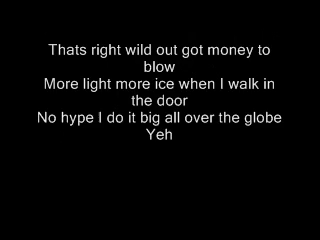 Thats right wild out got money to
blow
More light more ice when I walk in
the door
No hype I do it big all over the globe
Yeh